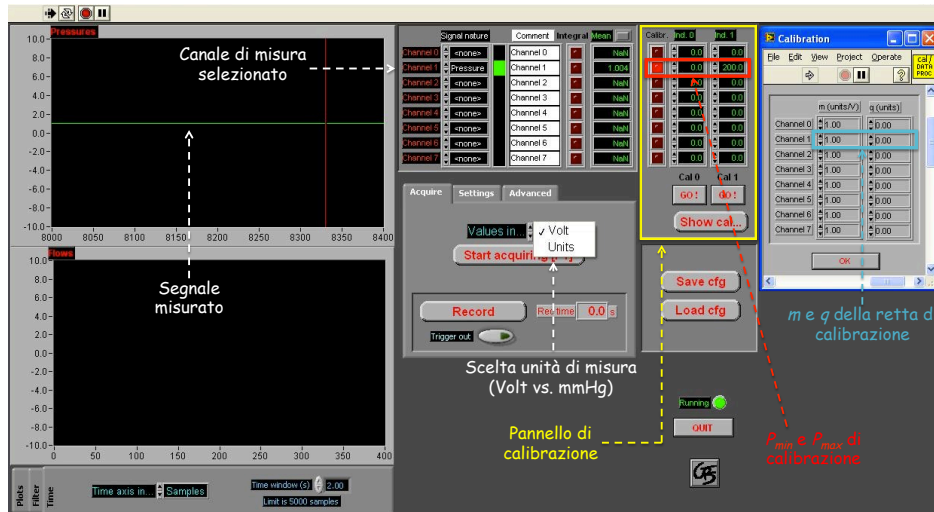 Pressures
10.0
8.0
6.0
4.0
2.0
0.0
-2.0
-4.0
-6.0
-8.0
-10.0
8000 8050 8100 8150 8200 8250 8300 8350 8400
Canale di misura
selezionato
Segnale
misurato
Flows
10.0
8.0
6.0
4.0
2.0
0.0
-2.0
-4.0
-6.0
-8.0
-10.0
0 50 100 150 200 250 300 350 400
Plots
Filter
Time
Time axis in... Samples
Time window (s) 2.00
Limit is 5000 samples
Signal nature Comment Integral Mean
Channel 0 <none> Channel 0 NaN
Channel 1 Pressure Channel 1 1.004
Channel 2 <none> Channel 2 NaN
Channel 3 <none> Channel 3 NaN
Channel 4 <none> Channel 4 NaN
Channel 5 <none> Channel 5 NaN
Channel 6 <none> Channel 6 NaN
Channel 7 <none> Channel 7 NaN
Acquire Settings Advanced
Values in...
✓ Volt
Units
Start acquiring
Record
Rec time 0.0 s
Trigger out
Scelta unità di misura
(Volt vs. mmHg)
Calibr. Ind. 0 Ind. 1
0.0 0.0
0.0 200.0
0.0 0.0
0.0 0.0
0.0 0.0
0.0 0.0
0.0 0.0
0.0 0.0
Cal 0 Cal 1
GO! GO!
Show cal...
Save cfg
Load cfg
Running
QUIT
Pannello di
calibrazione
Calibration
File Edit View Project Operate
cal/
DATA
PROC
?
m (units/V) q (units)
Channel 0 1.00 0.00
Channel 1 1.00 0.00
Channel 2 1.00 0.00
Channel 3 1.00 0.00
Channel 4 1.00 0.00
Channel 5 1.00 0.00
Channel 6 1.00 0.00
Channel 7 1.00 0.00
OK
m e q della retta d
calibrazione
Pmin e Pmax di
calibrazione